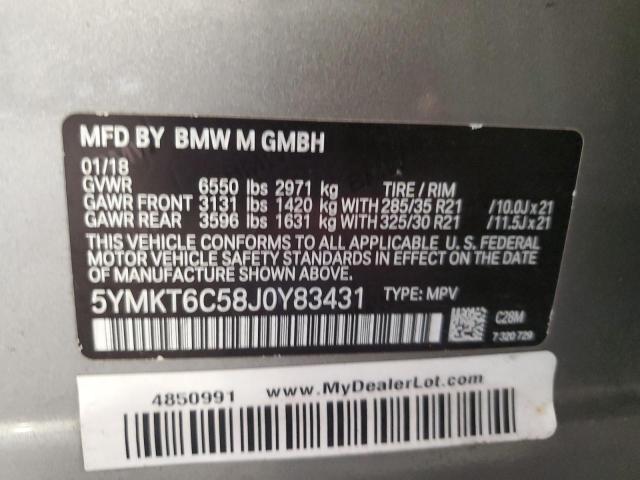 MFD BY BMW M GMBH
01/18
GVWR 6550 lbs 2971 kg TIRE / RIM
GAWR FRONT 3131 lbs 1420 kg WITH 285/35 R21 /10.0J x 21
GAWR REAR 3596 lbs 1631 kg WITH 325/30 R21 /11.5J x 21
THIS VEHICLE CONFORMS TO ALL APPLICABLE U. S. FEDERAL
MOTOR VEHICLE SAFETY STANDARDS IN EFFECT ON THE DATE
OF MANUFACTURE SHOWN ABOVE.
5YMKT6C58J0Y83431 TYPE: MPV
C28M
7 320 729
4850991 www.MyDealerLot.com